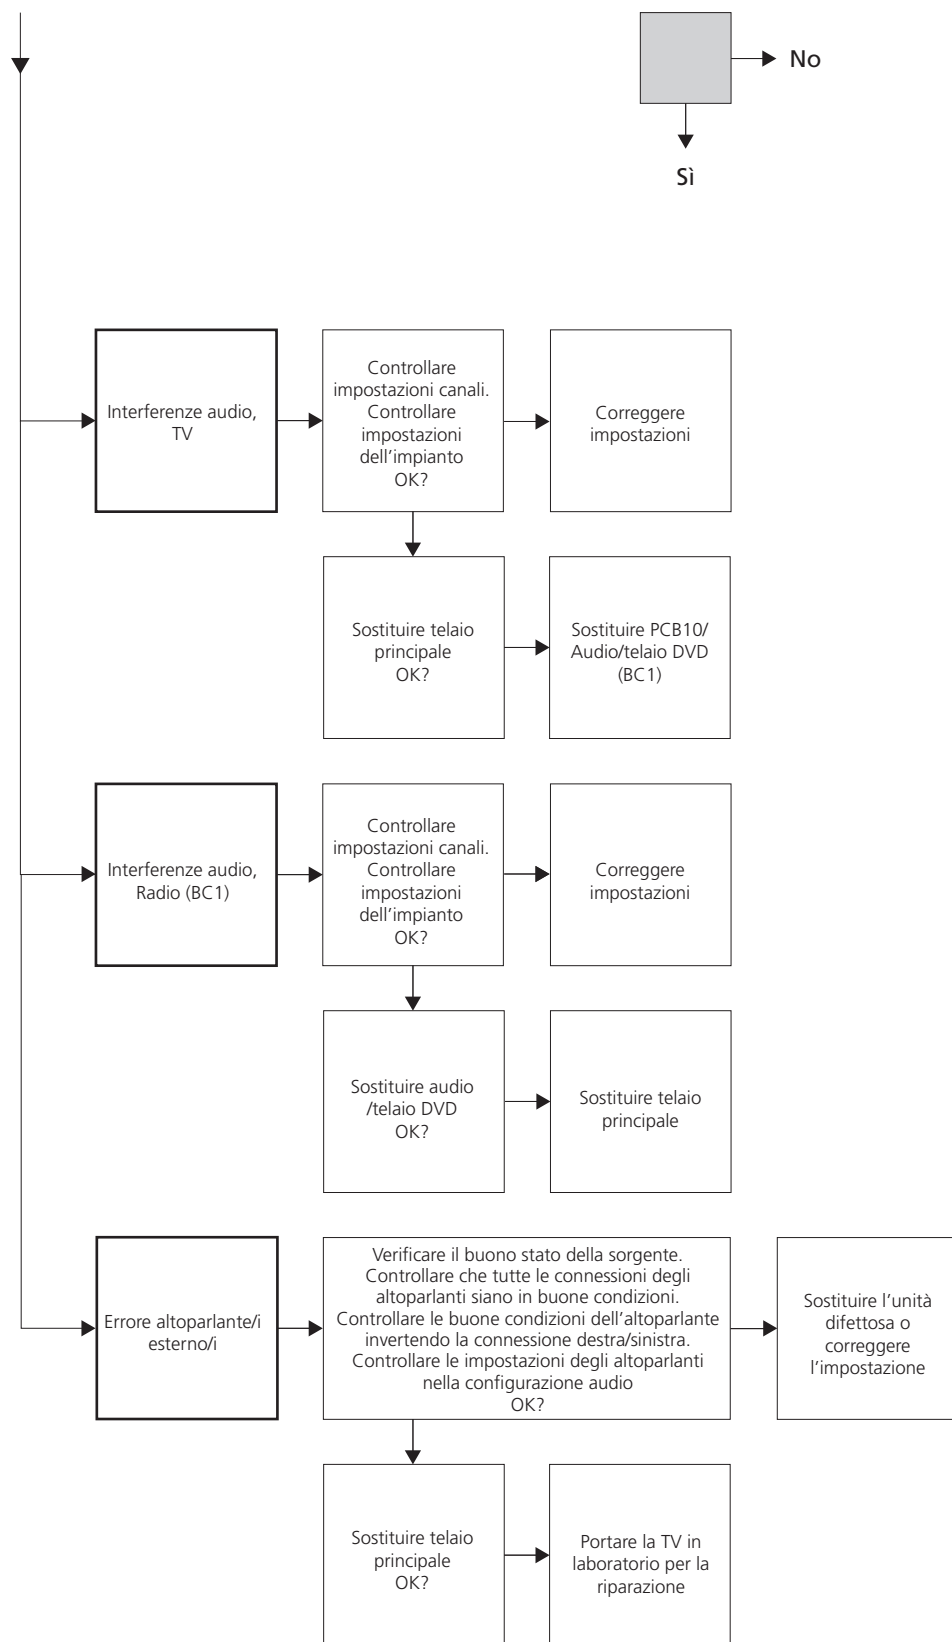 No
Sì
Interferenze audio,
TV
Controllare
impostazioni canali.
Controllare
impostazioni
dell’impianto
OK?
Correggere
impostazioni
Sostituire telaio
principale
OK?
Sostituire PCB10/
Audio/telaio DVD
(BC1)
Interferenze audio,
Radio (BC1)
Controllare
impostazioni canali.
Controllare
impostazioni
dell’impianto
OK?
Correggere
impostazioni
Sostituire audio
/telaio DVD
OK?
Sostituire telaio
principale
Errore altoparlante/i
esterno/i
Verificare il buono stato della sorgente.
Controllare che tutte le connessioni degli
altoparlanti siano in buone condizioni.
Controllare le buone condizioni dell’altoparlante
invertendo la connessione destra/sinistra.
Controllare le impostazioni degli altoparlanti
nella configurazione audio
OK?
Sostituire l’unità
difettosa o
correggere
l’impostazione
Sostituire telaio
principale
OK?
Portare la TV in
laboratorio per la
riparazione